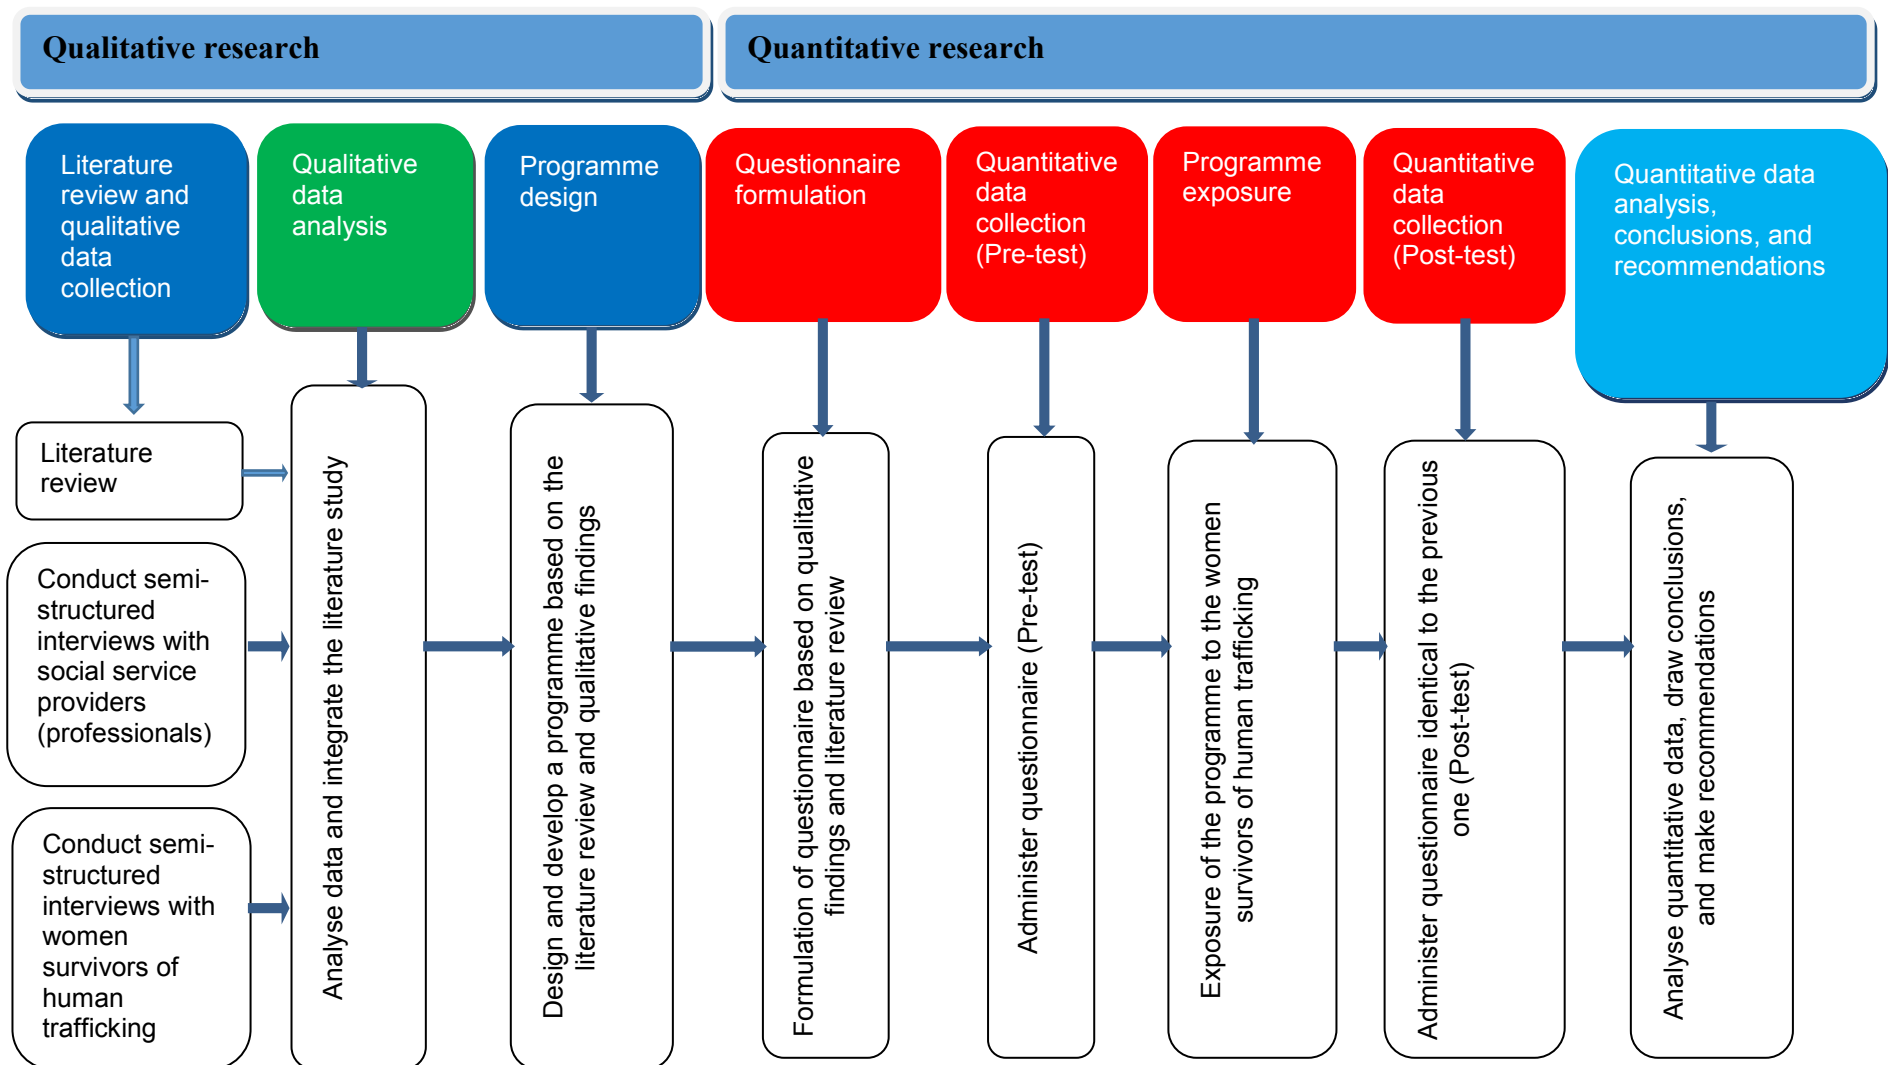 Qualitative research
Quantitative research
Literature
review and
qualitative
data
collection
Qualitative
data
analysis
Programme
design
Questionnaire
formulation
Quantitative
data
collection
(Pre-test)
Programme
exposure
Quantitative
data
collection
(Post-test)
Quantitative data
analysis,
conclusions, and
recommendations
Literature
review
Conduct semi-
structured
interviews with
social service
providers
(professionals)
Conduct semi-
structured
interviews with
women
survivors of
human
trafficking
Analyse data and integrate the literature study
Design and develop a programme based on the
literature review and qualitative findings
Formulation of questionnaire based on qualitative
findings and literature review
Administer questionnaire (Pre-test)
Exposure of the programme to the women
survivors of human trafficking
Administer questionnaire identical to the previous
one (Post-test)
Analyse quantitative data, draw conclusions,
and make recommendations